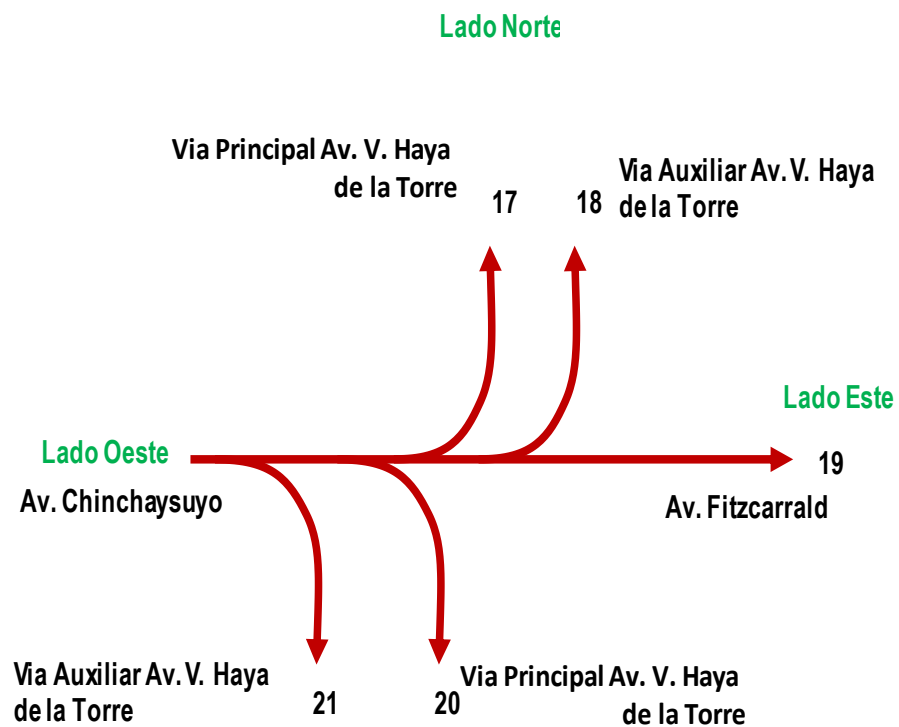 Lado Norte
Via Principal Av. V. Haya
de la Torre
17
18
Via Auxiliar Av. V. Haya
de la Torre
Lado Este
Lado Oeste
19
Av. Chinchaysuyo
Av. Fitzcarrald
Via Auxiliar Av. V. Haya
de la Torre
21
20
Via Principal Av. V. Haya
de la Torre